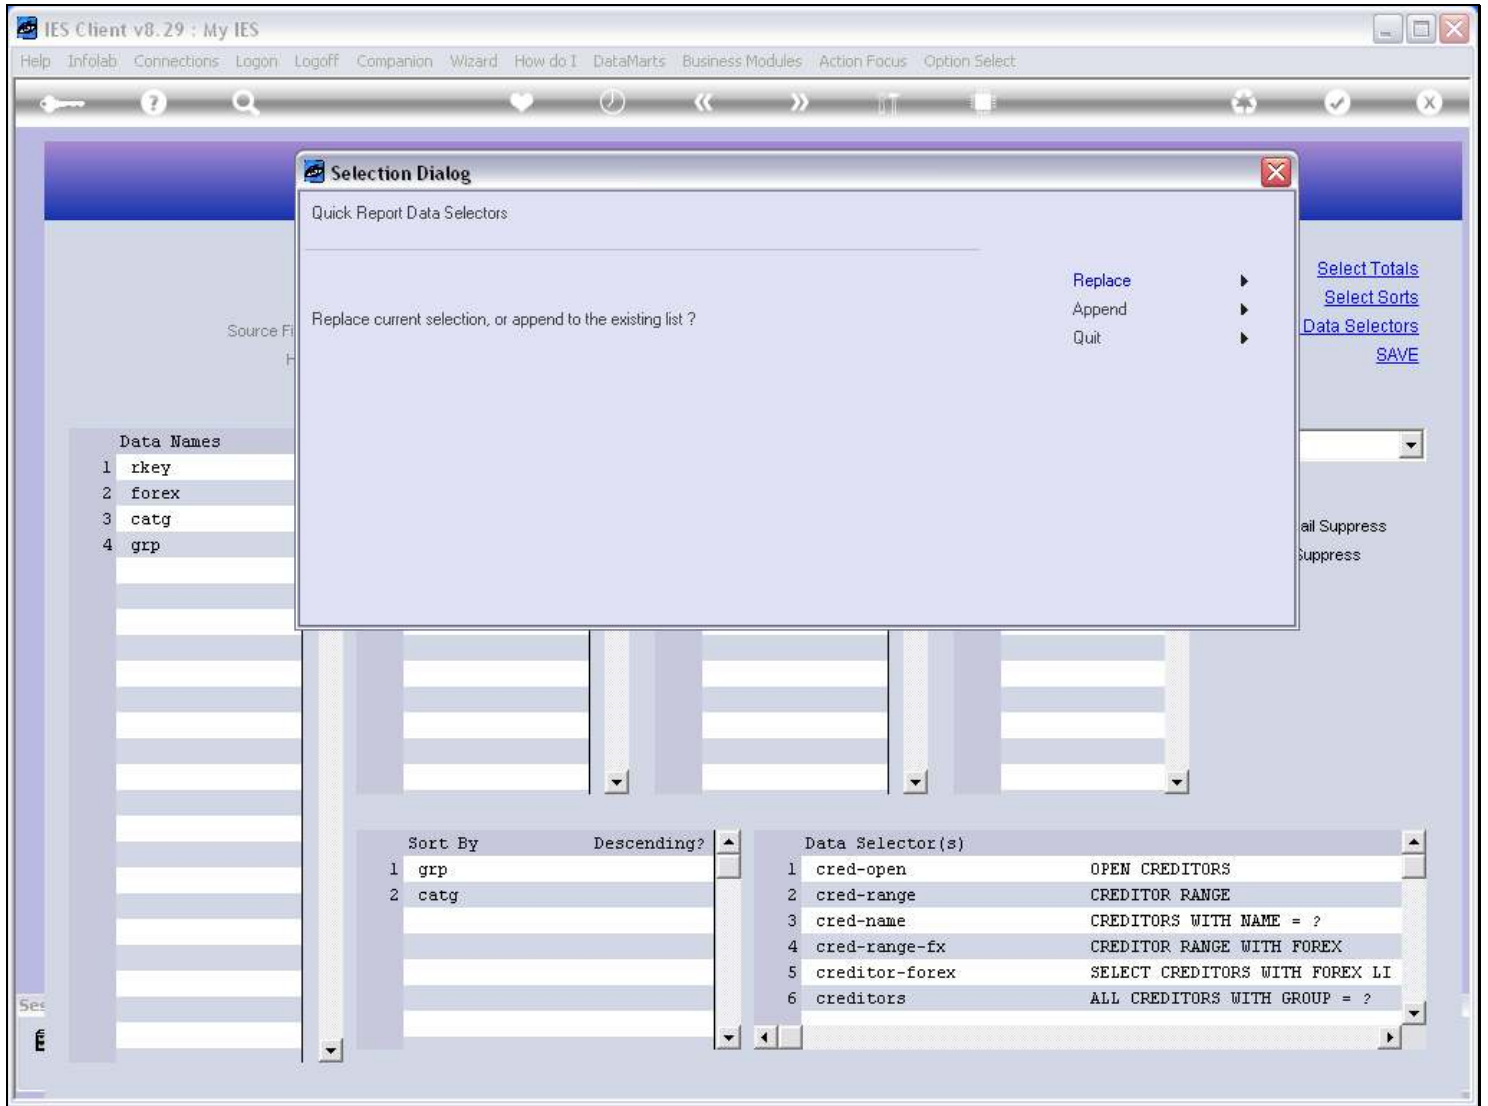 IES Client v8.29 : My IES
Help Infolab Connections Logon Logoff Companion Wizard How do I DataMarts Business Modules Action Focus Option Select
Selection Dialog
Quick Report Data Selectors
Replace current selection, or append to the existing list ?
Replace
Append
Quit
Select Totals
Select Sorts
Data Selectors
SAVE
Source Fi
H
Data Names
1 rkey
2 forex
3 catg
4 grp
ail Suppress
Suppress
Sort By Descending?
1 grp
2 catg
Data Selector(s)
1 cred-open OPEN CREDITORS
2 cred-range CREDITOR RANGE
3 cred-name CREDITORS WITH NAME = ?
4 cred-range-fx CREDITOR RANGE WITH FOREX
5 creditor-forex SELECT CREDITORS WITH FOREX LI
6 creditors ALL CREDITORS WITH GROUP = ?
Ses